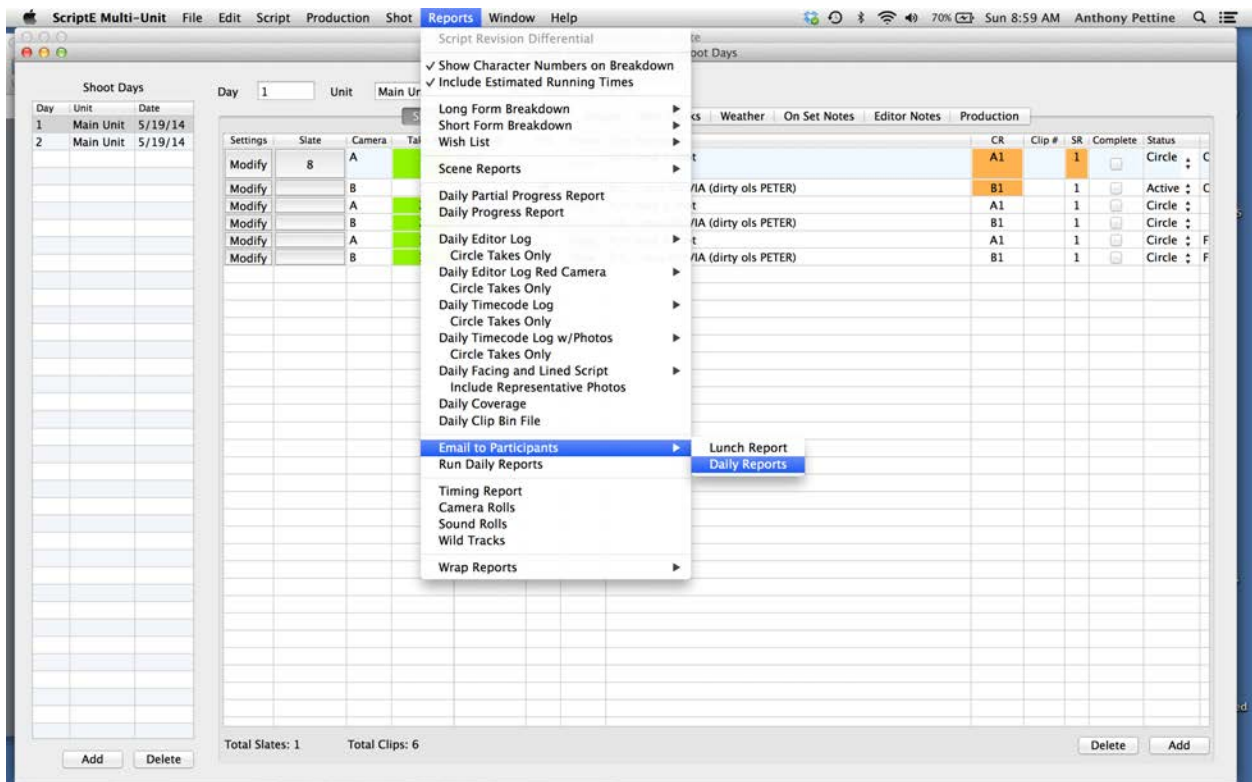 ScriptE Multi-Unit File Edit Script Production Shot Reports Window Help 70% Sun 8:59 AM Anthony Pettine
Script Revision Differential
oot Days
✓ Show Character Numbers on Breakdown
✓ Include Estimated Running Times
Long Form Breakdown
Short Form Breakdown
Wish List
Scene Reports
Daily Partial Progress Report
Daily Progress Report
Daily Editor Log
Circle Takes Only
Daily Editor Log Red Camera
Circle Takes Only
Daily Timecode Log
Circle Takes Only
Daily Timecode Log w/Photos
Circle Takes Only
Daily Facing and Lined Script
Include Representative Photos
Daily Coverage
Daily Clip Bin File
Email to Participants
Run Daily Reports
Timing Report
Camera Rolls
Sound Rolls
Wild Tracks
Wrap Reports
Lunch Report
Daily Reports
Shoot Days
Day Unit Date
1 Main Unit 5/19/14
2 Main Unit 5/19/14
Add Delete
Day 1 Unit Main Un
ks Weather On Set Notes Editor Notes Production
Settings Slate Camera Tak CR Clip # SR Complete Status
Modify 8 A t A1 1 Circle C
Modify B VIA (dirty ols PETER) B1 1 Active C
Modify A t A1 1 Circle
Modify B VIA (dirty ols PETER) B1 1 Circle
Modify A t A1 1 Circle F
Modify B VIA (dirty ols PETER) B1 1 Circle F
Total Slates: 1 Total Clips: 6
Delete Add